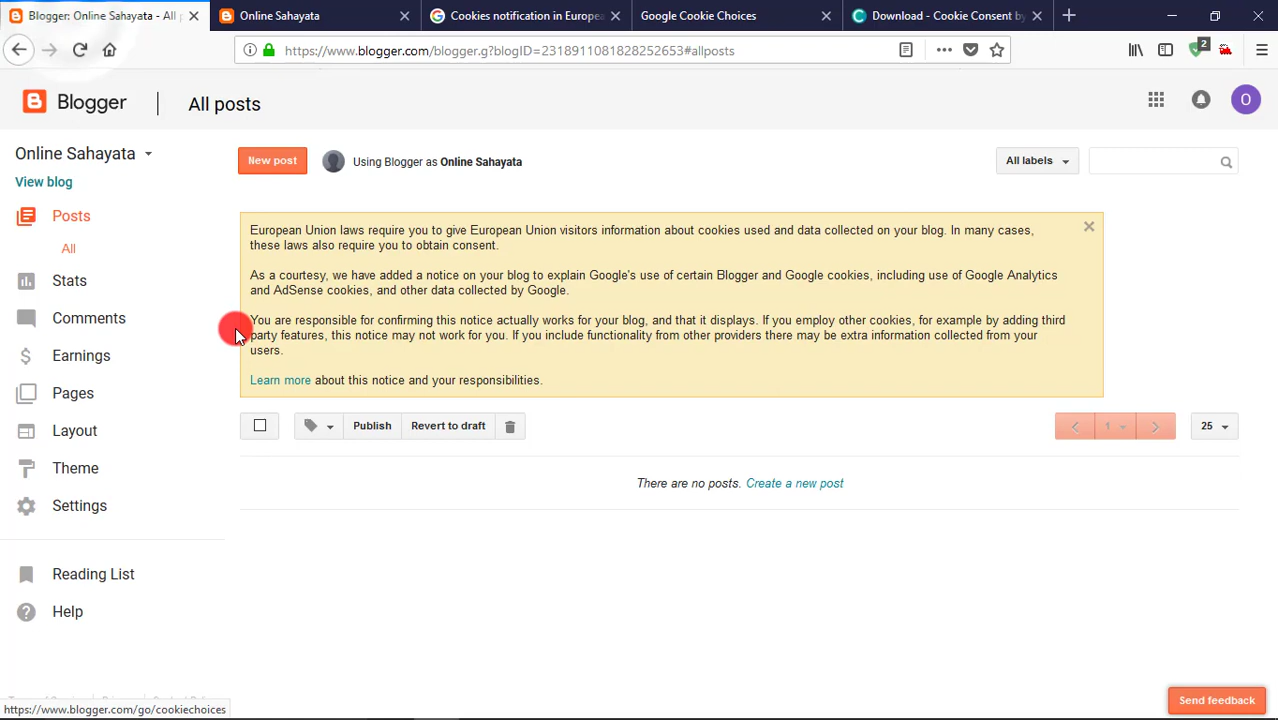 Blogger: Online Sahayata - All p
Online Sahayata
Cookies notification in Europea
Google Cookie Choices
Download - Cookie Consent by
https://www.blogger.com/blogger.g?blogID=2318911081828252653#allposts
2
Blogger
All posts
O
Online Sahayata
View blog
New post
Using Blogger as Online Sahayata
All labels
Posts
All
Stats
Comments
Earnings
Pages
Layout
Theme
Settings
Reading List
Help
European Union laws require you to give European Union visitors information about cookies used and data collected on your blog. In many cases,
these laws also require you to obtain consent.
As a courtesy, we have added a notice on your blog to explain Google's use of certain Blogger and Google cookies, including use of Google Analytics
and AdSense cookies, and other data collected by Google.
You are responsible for confirming this notice actually works for your blog, and that it displays. If you employ other cookies, for example by adding third
party features, this notice may not work for you. If you include functionality from other providers there may be extra information collected from your
users.
Learn more about this notice and your responsibilities.
Publish
Revert to draft
1
25
There are no posts. Create a new post
https://www.blogger.com/go/cookiechoices
Send feedback